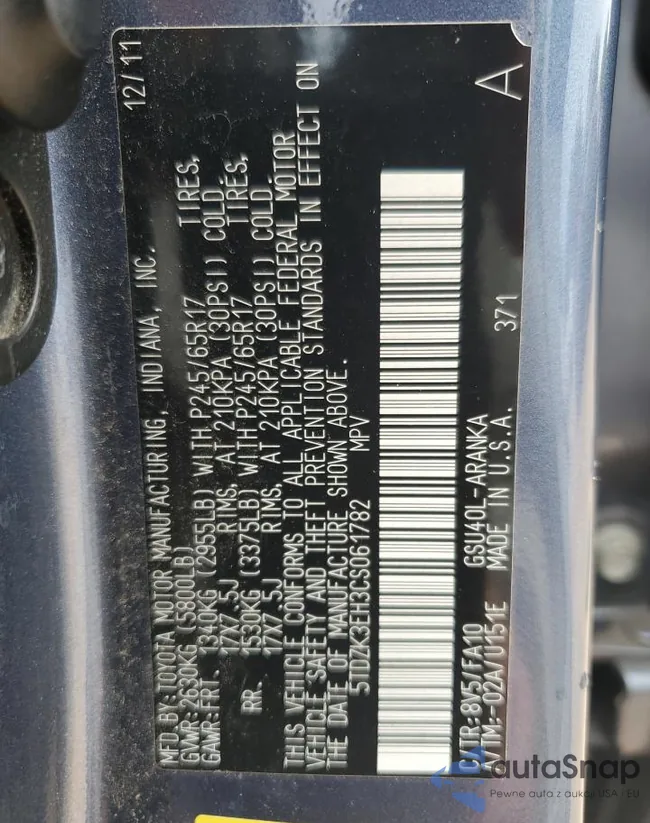 MFD. BY: TOYOTA MOTOR MANUFACTURING, INDIANA, INC. 12/11
GVWR: 2630KG (5800LB)
GAWR: FRT. 1340KG (2955LB) WITH P245/65R17 TIRES,
17X7.5J RIMS, AT 210KPA (30PSI) COLD.
RR. 1530KG (3375LB) WITH P245/65R17 TIRES,
17X7.5J RIMS, AT 210KPA (30PSI) COLD.
THIS VEHICLE CONFORMS TO ALL APPLICABLE FEDERAL MOTOR
VEHICLE SAFETY AND THEFT PREVENTION STANDARDS IN EFFECT ON
THE DATE OF MANUFACTURE SHOWN ABOVE.
5TDZK3EH3CS061782 MPV
C/TR:8V5/FA10 GSU40L-ARANKA 371
A/TM:-02A/U151E MADE IN U.S.A.
A
autaSnap
Pewne auta z aukcji USA i EU